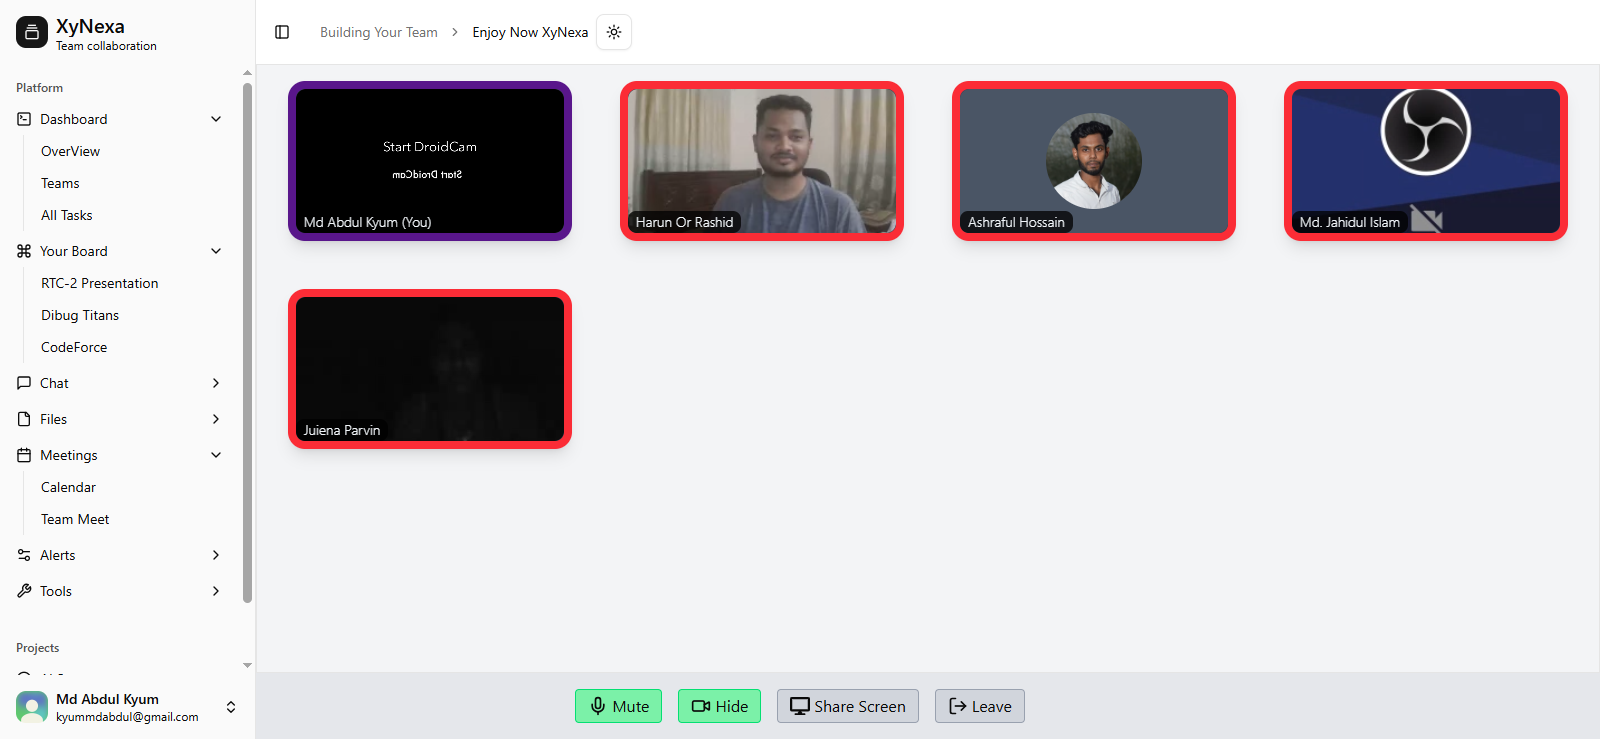 XyNexa
Team collaboration
Platform
Dashboard
OverView
Teams
All Tasks
Your Board
RTC-2 Presentation
Dibug Titans
CodeForce
Chat
Files
Meetings
Calendar
Team Meet
Alerts
Tools
Projects
Md Abdul Kyum
kyummdabdul@gmail.com
Building Your Team > Enjoy Now XyNexa
Start DroidCam
Start DroidCam
Md Abdul Kyum (You)
Harun Or Rashid
Ashraful Hossain
Md. Jahidul Islam
Juiena Parvin
Mute
Hide
Share Screen
Leave